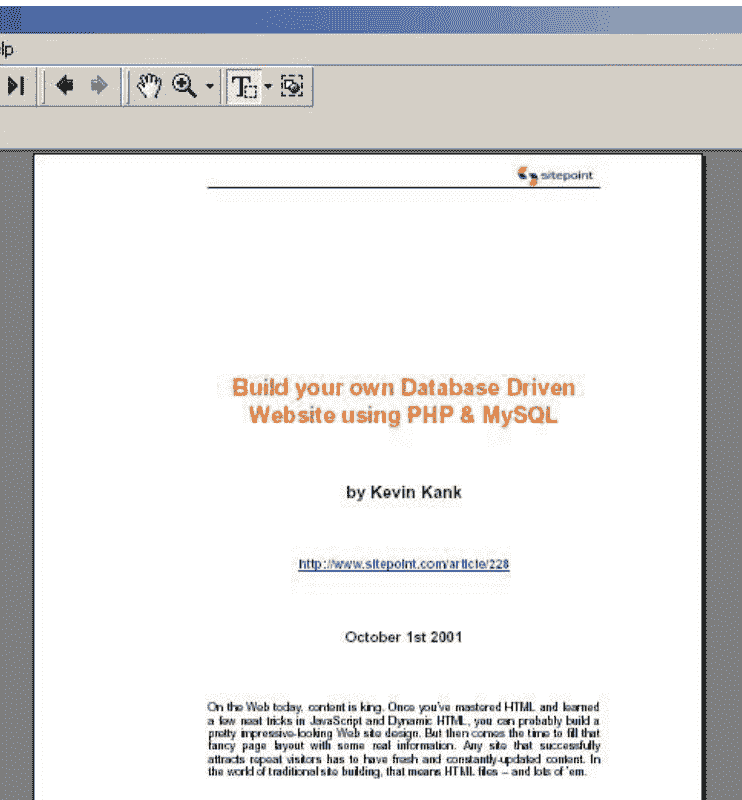 lp
T
sitepoint
Build your own Database Driven
Website using PHP & MySQL
by Kevin Kank
http://www.sitepoint.com/article/228
October 1st 2001
On the Web today, content is king. Once you've mastered HTML and learned
a few neat tricks in JavaScript and Dynamic HTML, you can probably build a
pretty impressive-looking Web site design. But then comes the time to fill that
fancy page layout with some real information. Any site that successfully
attracts repeat visitors has to have fresh and constantly-updated content. In
the world of traditional site building, that means HTML files – and lots of 'em.